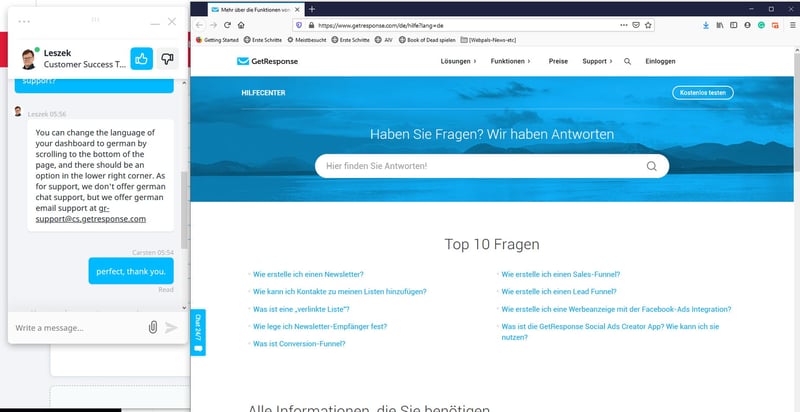 Leszek
Customer Success T...
support?
Leszek 05:56
You can change the language of
your dashboard to german by
scrolling to the bottom of the
page, and there should be an
option in the lower right corner. As
for support, we don't offer german
chat support, but we offer german
email support at gr-
support@cs.getresponse.com
Carsten 05:54
perfect, thank you.
Read
Write a message...
Mehr über die Funktionen von
https://www.getresponse.com/de/hilfe?lang=de
Getting Started
Erste Schritte
Meistbesucht
Erste Schritte
AIV
Book of Dead spielen
[Webpals-News-etc]
GetResponse
Lösungen
Funktionen
Preise
Support
Einloggen
HILFECENTER
Kostenlos testen
Haben Sie Fragen? Wir haben Antworten
Hier finden Sie Antworten!
Top 10 Fragen
Wie erstelle ich einen Newsletter?
Wie kann ich Kontakte zu meinen Listen hinzufügen?
Was ist eine „verlinkte Liste"?
Wie lege ich Newsletter-Empfänger fest?
Was ist Conversion-Funnel?
Wie erstelle ich einen Sales-Funnel?
Wie erstelle ich einen Lead Funnel?
Wie erstelle ich eine Werbeanzeige mit der Facebook-Ads Integration?
Was ist die GetResponse Social Ads Creator App? Wie kann ich sie
nutzen?
Chat 24/7
Alle Informationen, die Sie benötigen